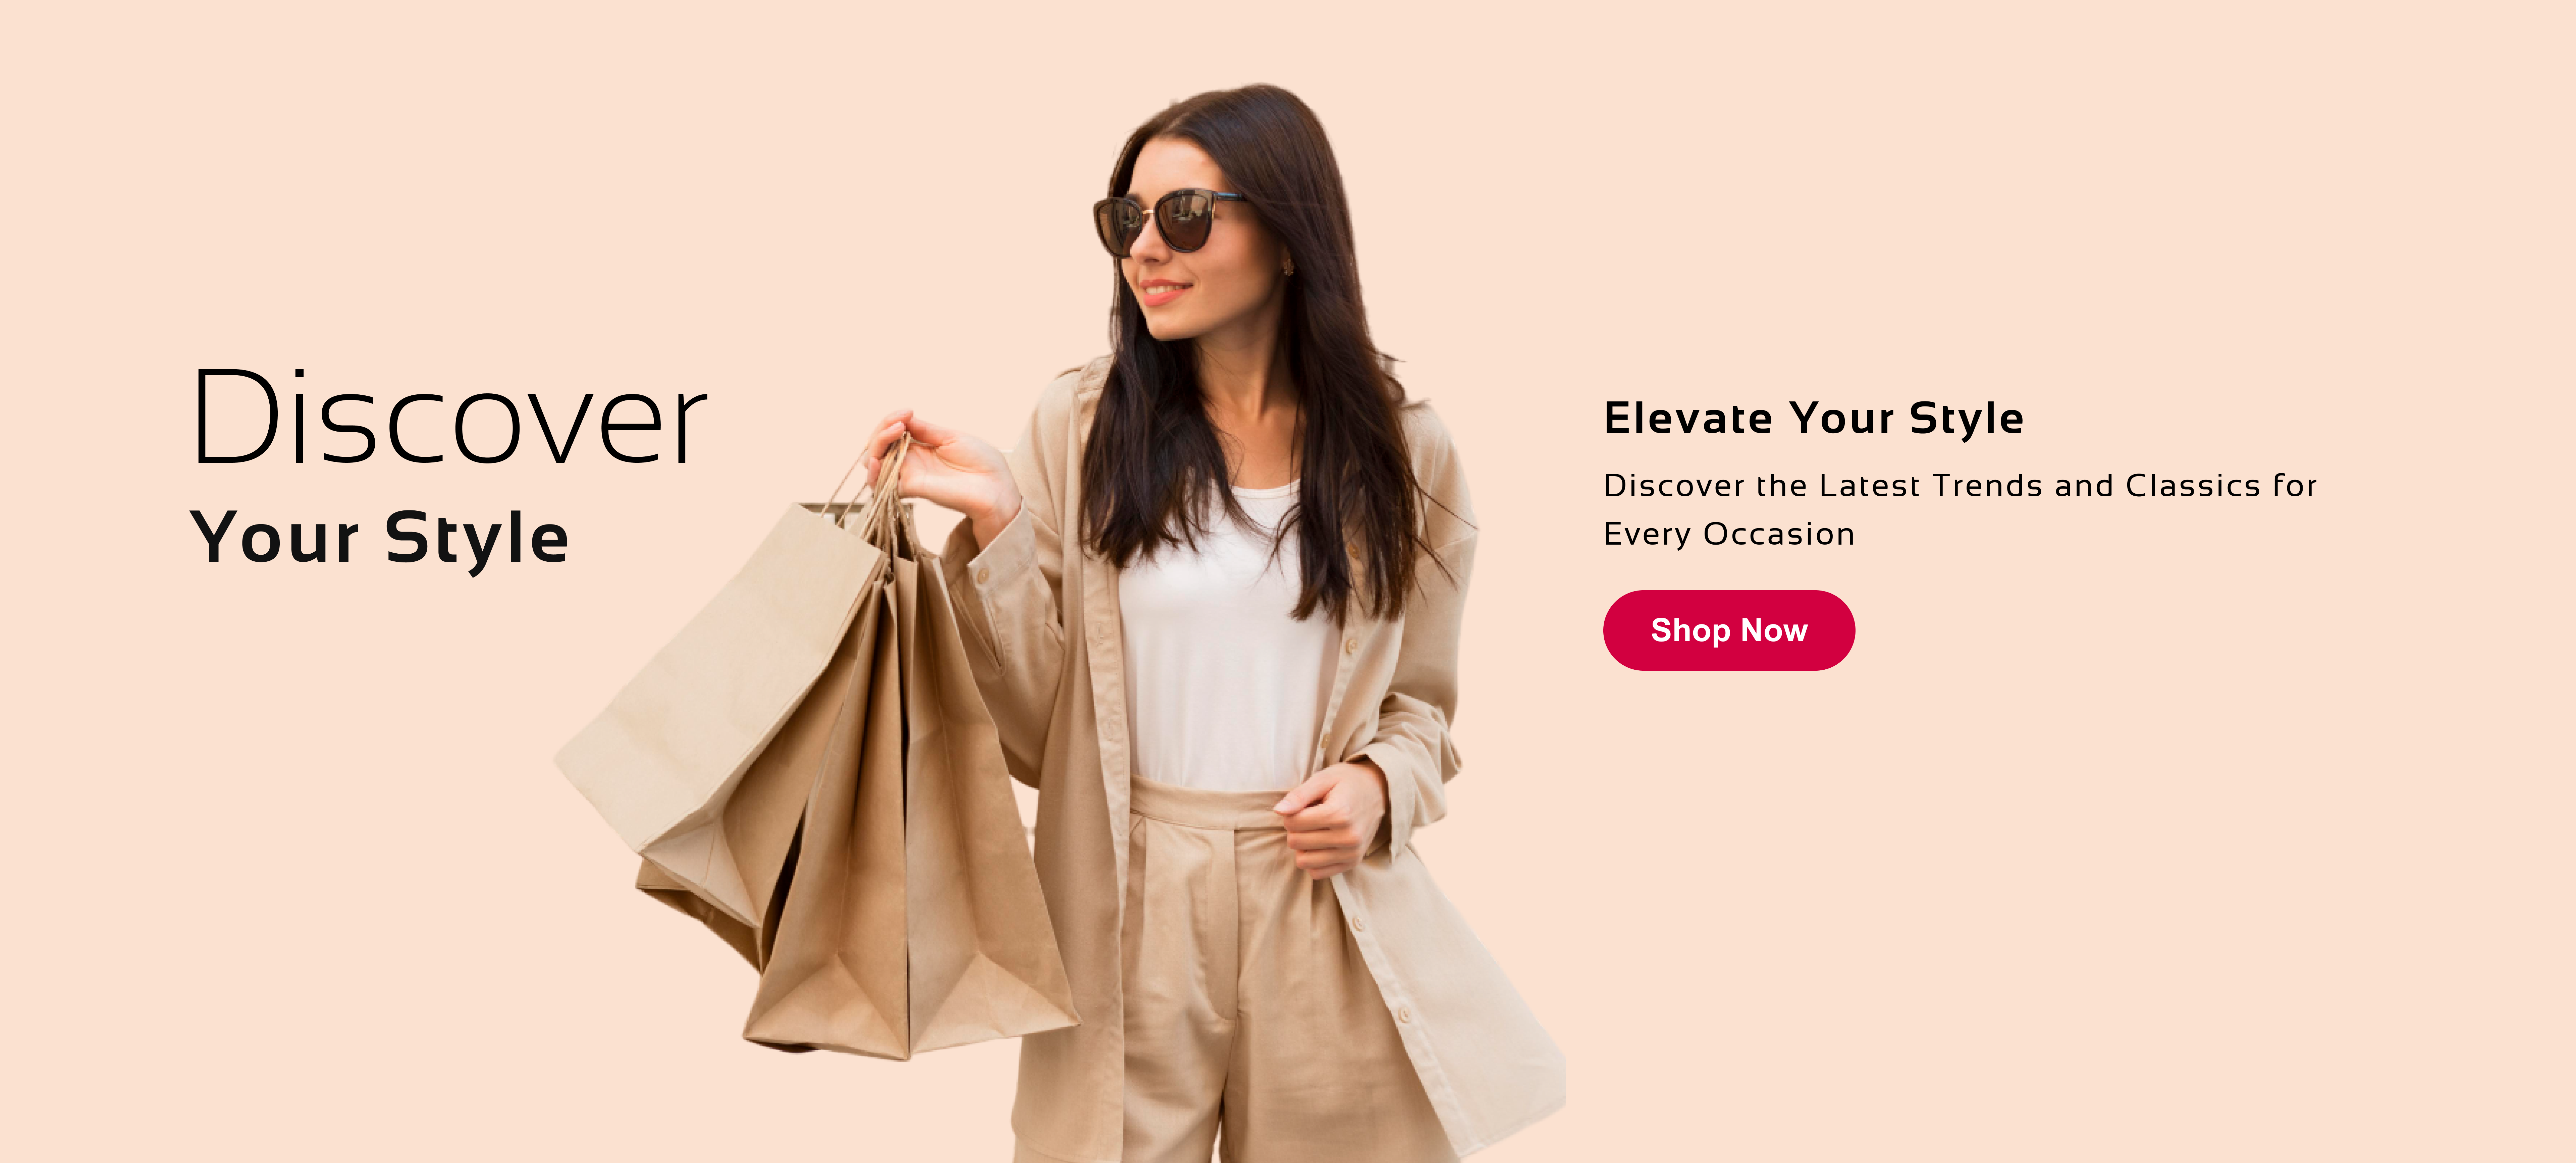 Discover
Your Style
Elevate Your Style
Discover the Latest Trends and Classics for
Every Occasion
Shop Now